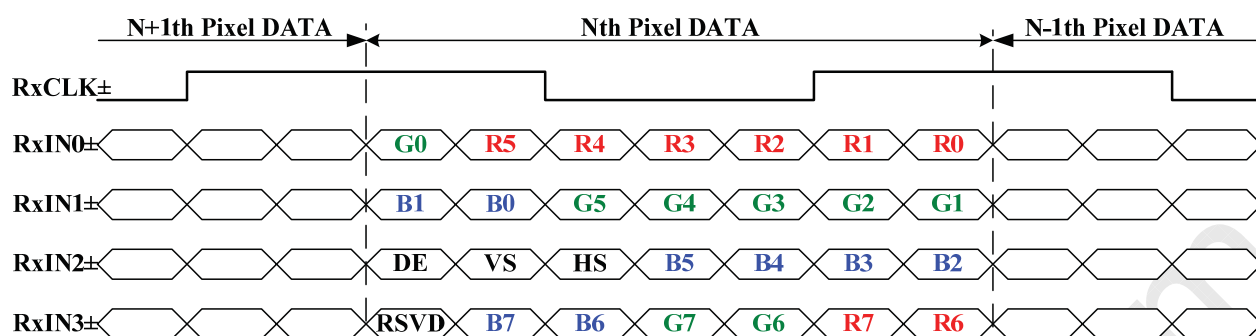 N+1th Pixel DATA Nth Pixel DATA N-1th Pixel DATA
RxCLK±
RxIN0± G0 R5 R4 R3 R2 R1 R0
RxIN1± B1 B0 G5 G4 G3 G2 G1
RxIN2± DE VS HS B5 B4 B3 B2
RxIN3± RSVD B7 B6 G7 G6 R7 R6